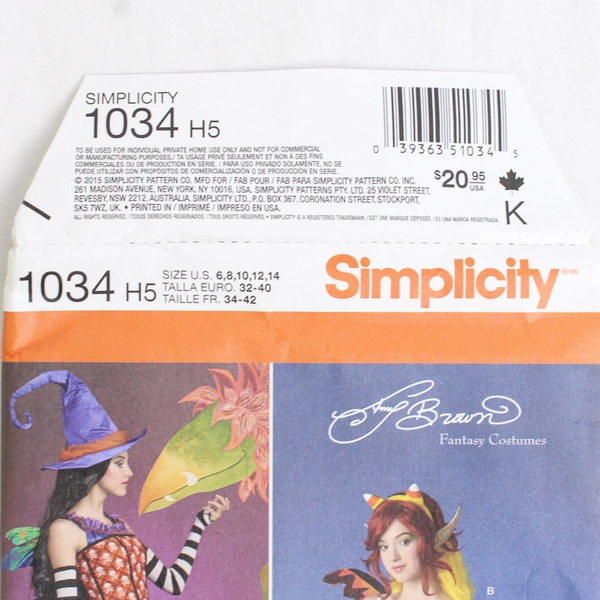 SIMPLICITY
1034 H5
TO BE USED FOR INDIVIDUAL PRIVATE HOME USE ONLY AND NOT FOR COMMERCIAL
OR MANUFACTURING PURPOSES./ TA USAGE PRIVÉ SEULEMENT ET NON A DES FINS
COMMERCIALES OU DE PRODUCTION EN SÉRIE. / PARA USO PRIVADO SOLAMENTE, NO SE
PUEDE UTILIZAR CON PROPÓSITOS DE COMERCIALIZACIÓN O DE PRODUCCIÓN EN SERIE.
© 2015 SIMPLICITY PATTERN CO. MFD FOR / FAB POUR / FAB PARA SIMPLICITY PATTERN CO. INC.
261 MADISON AVENUE, NEW YORK, NY 10016, USA. SIMPLICITY PATTERNS PTY. LTD. 25 VIOLET STREET,
REVESBY, NSW 2212, AUSTRALIA. SIMPLICITY LTD., P.O. BOX 367, CORONATION STREET, STOCKPORT,
SK5 7WZ, UK. • PRINTED IN / IMPRIMÉ / IMPRESO EN USA.
ALL RIGHTS RESERVED. / TODOS DERECHOS RESERVADOS. / TOUS DROITS RÉSERVÉS. • SIMPLICITY IS A REGISTERED TRADEMARK./ EST UNE MARQUE DÉPOSÉE. / ES UNA MARCA REGISTRADA.
0 39363 51034 5
$20.95
USA
K
1034 H5
SIZE U.S. 6,8,10,12,14
TALLA EURO. 32-40
TAILLE FR. 34-42
Simplicity
Amy Brown
Fantasy Costumes
B